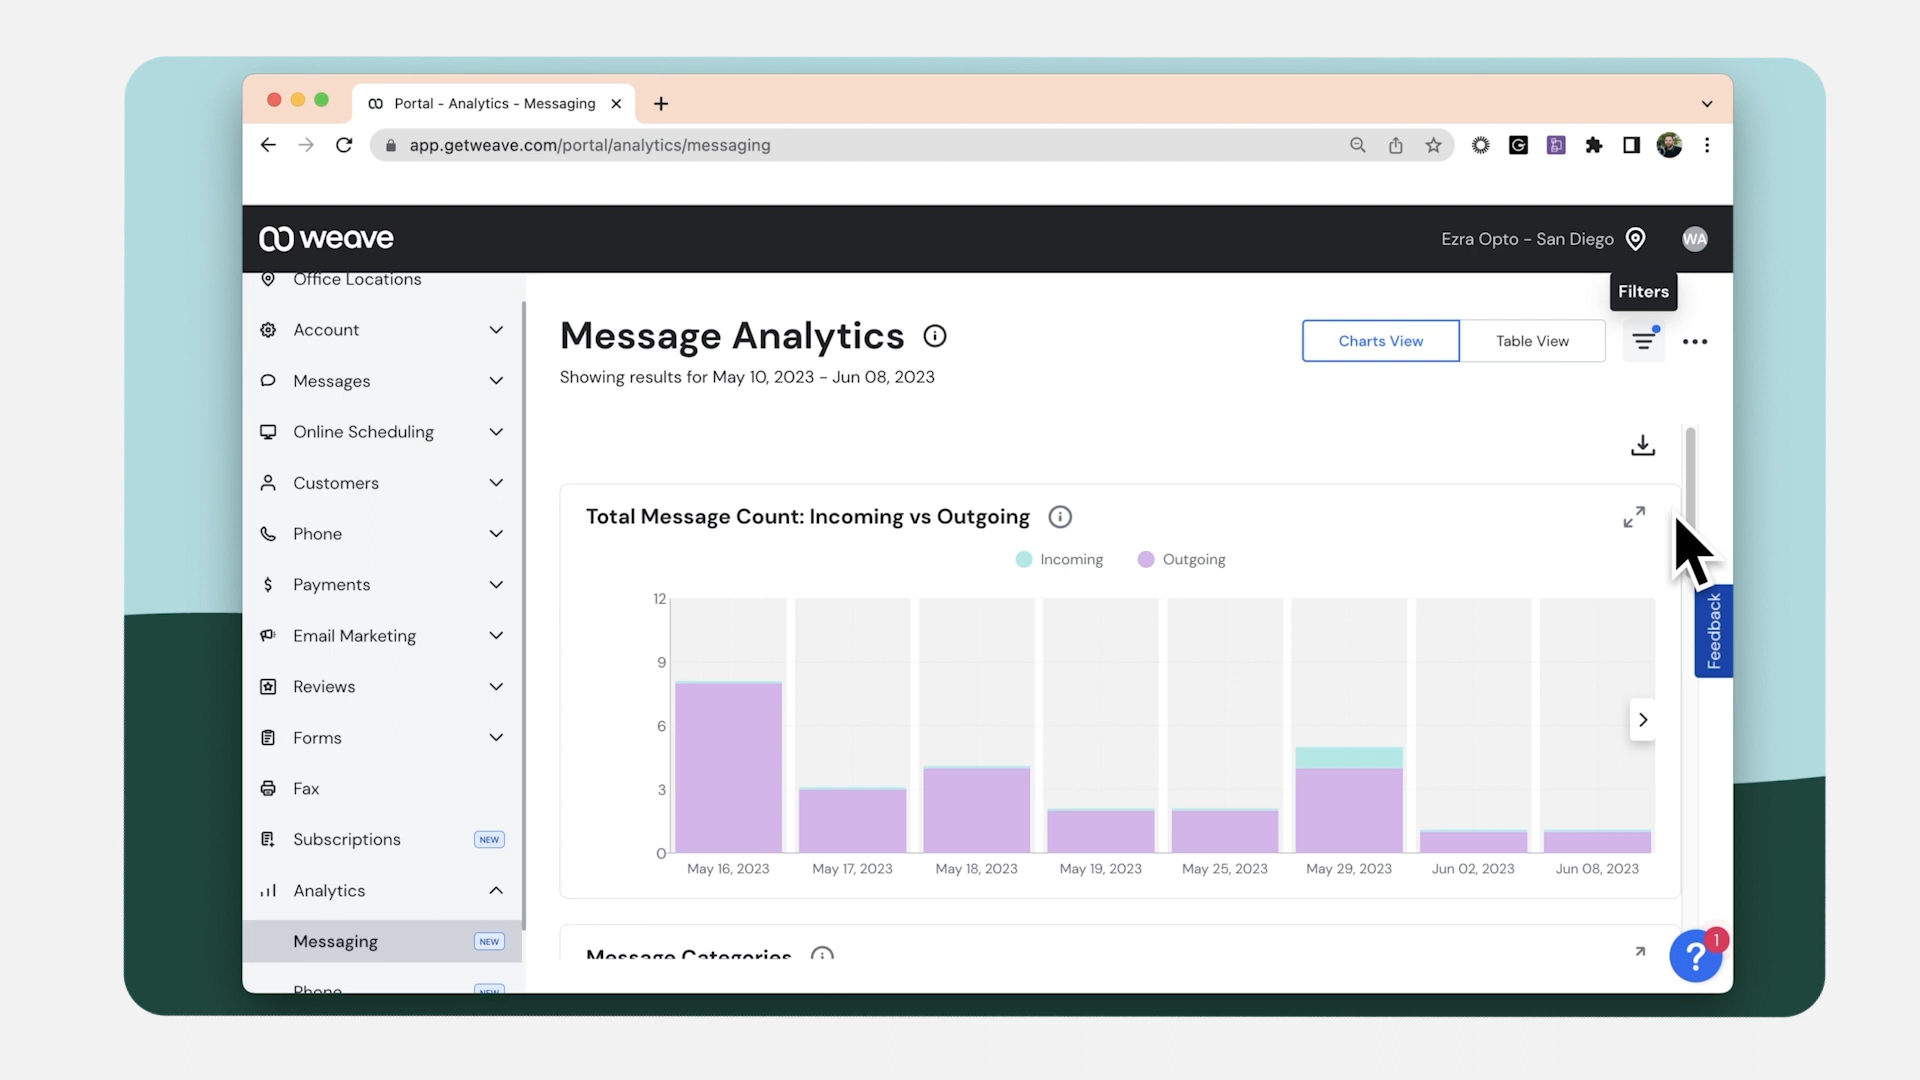 Portal - Analytics - Messaging
app.getweave.com/portal/analytics/messaging
weave
Ezra Opto - San Diego
WA
Filters
Office Locations
Account
Messages
Online Scheduling
Customers
Phone
Payments
Email Marketing
Reviews
Forms
Fax
Subscriptions NEW
Analytics
Messaging NEW
Phone NEW
Message Analytics
Charts View
Table View
Showing results for May 10, 2023 - Jun 08, 2023
Total Message Count: Incoming vs Outgoing
Incoming
Outgoing
12
9
6
3
0
May 16, 2023
May 17, 2023
May 18, 2023
May 19, 2023
May 25, 2023
May 29, 2023
Jun 02, 2023
Jun 08, 2023
Feedback
Message Categories
?
1